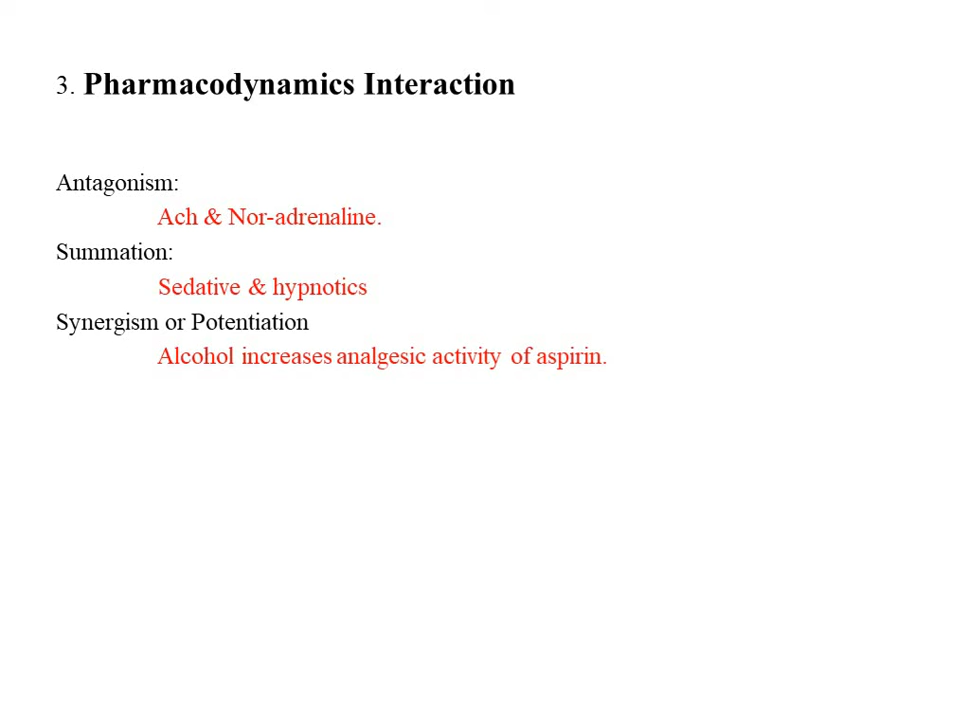 3. Pharmacodynamics Interaction
Antagonism:
Ach & Nor-adrenaline.
Summation:
Sedative & hypnotics
Synergism or Potentiation
Alcohol increases analgesic activity of aspirin.